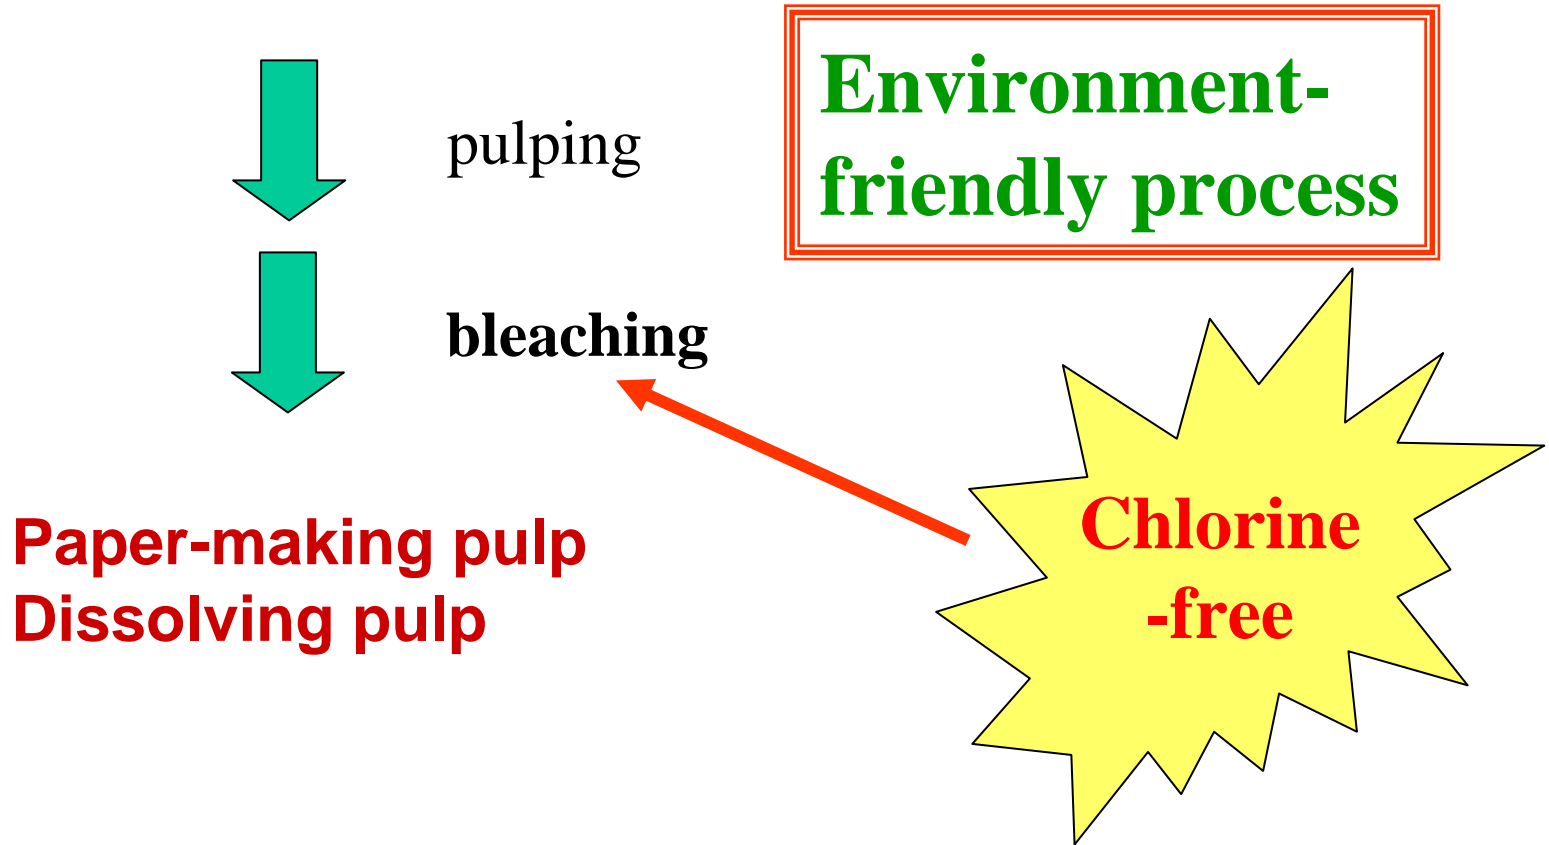 pulping
Environment-
friendly process
bleaching
Chlorine
-free
Paper-making pulp
Dissolving pulp